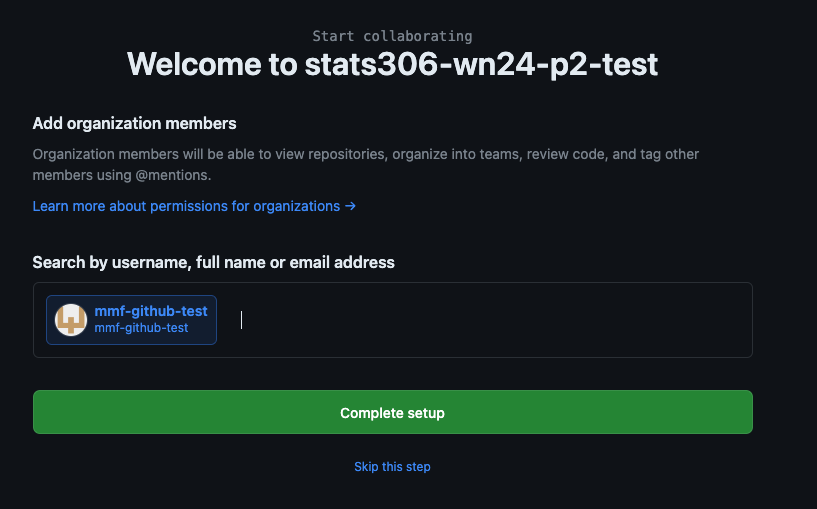 Start collaborating
Welcome to stats306-wn24-p2-test
Add organization members
Organization members will be able to view repositories, organize into teams, review code, and tag other
members using @mentions.
Learn more about permissions for organizations →
Search by username, full name or email address
mmf-github-test
mmf-github-test
Complete setup
Skip this step